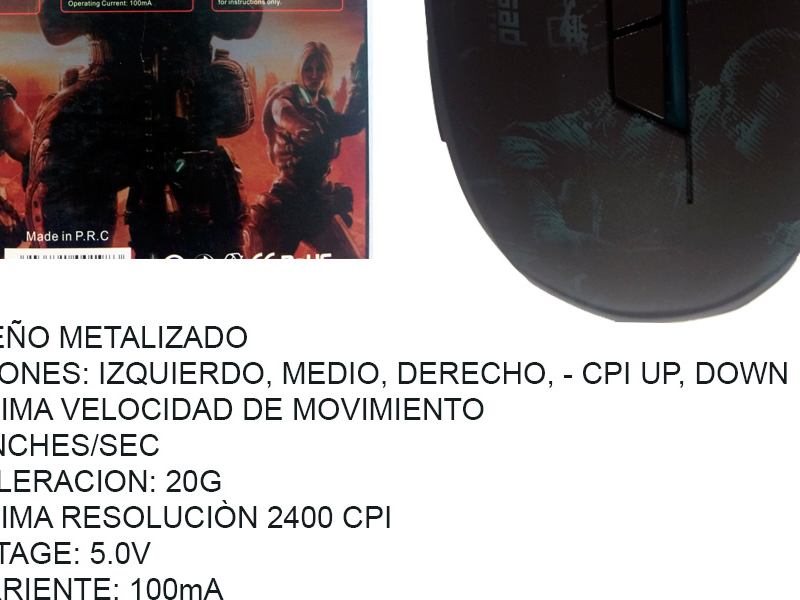 Operating Current: 100mA
for instructions only.
Made in P.R.C
EÑO METALIZADO
ONES: IZQUIERDO, MEDIO, DERECHO, - CPI UP, DOWN
IMA VELOCIDAD DE MOVIMIENTO
NCHES/SEC
LERACION: 20G
IMA RESOLUCIÒN 2400 CPI
TAGE: 5.0V
RRIENTE: 100mA